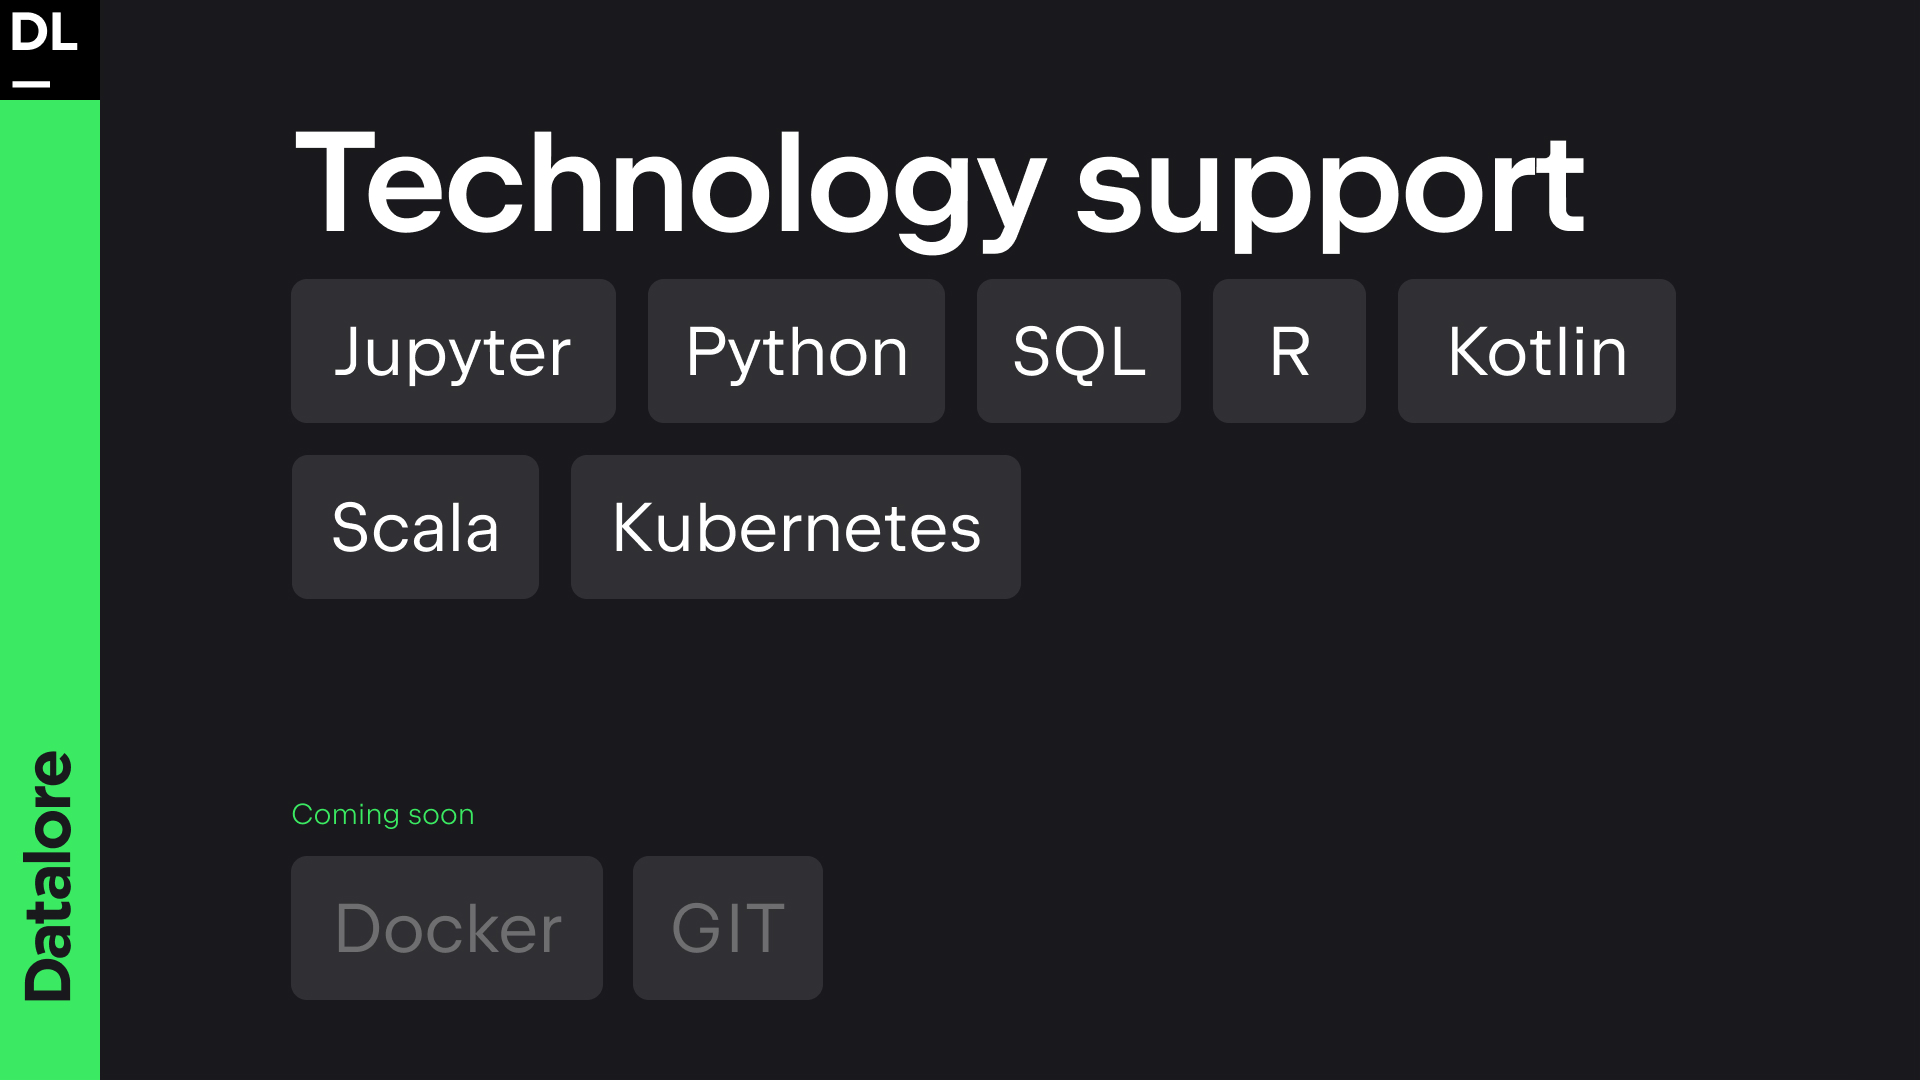 DL
Technology support
Jupyter Python SQL R Kotlin
Scala Kubernetes
Coming soon
Docker GIT
Datalore